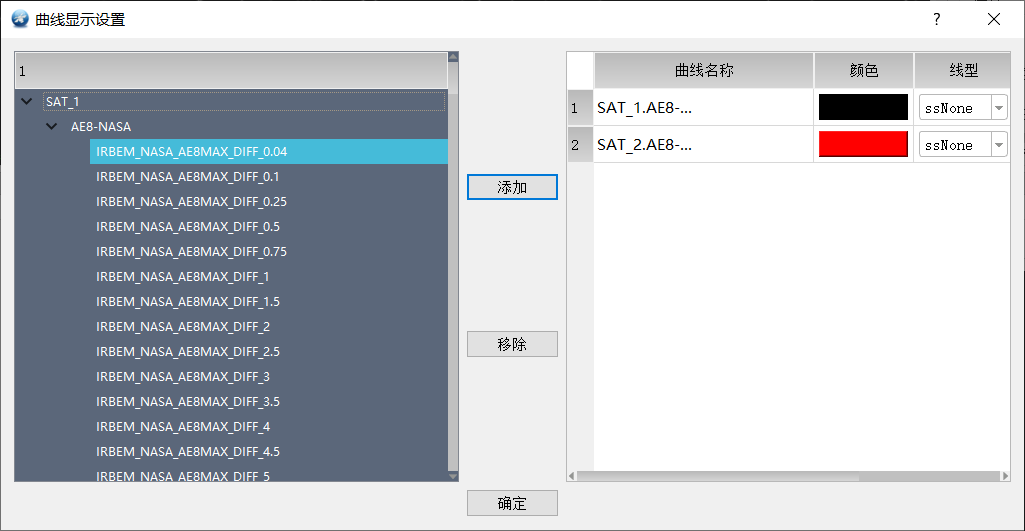 曲线显示设置
?
1
SAT_1
AE8-NASA
IRBEM_NASA_AE8MAX_DIFF_0.04
IRBEM_NASA_AE8MAX_DIFF_0.1
IRBEM_NASA_AE8MAX_DIFF_0.25
IRBEM_NASA_AE8MAX_DIFF_0.5
IRBEM_NASA_AE8MAX_DIFF_0.75
IRBEM_NASA_AE8MAX_DIFF_1
IRBEM_NASA_AE8MAX_DIFF_1.5
IRBEM_NASA_AE8MAX_DIFF_2
IRBEM_NASA_AE8MAX_DIFF_2.5
IRBEM_NASA_AE8MAX_DIFF_3
IRBEM_NASA_AE8MAX_DIFF_3.5
IRBEM_NASA_AE8MAX_DIFF_4
IRBEM_NASA_AE8MAX_DIFF_4.5
IRBEM_NASA_AE8MAX_DIFF_5
添加
移除
确定
曲线名称 颜色 线型
1 SAT_1.AE8-... ssNone
2 SAT_2.AE8-... ssNone